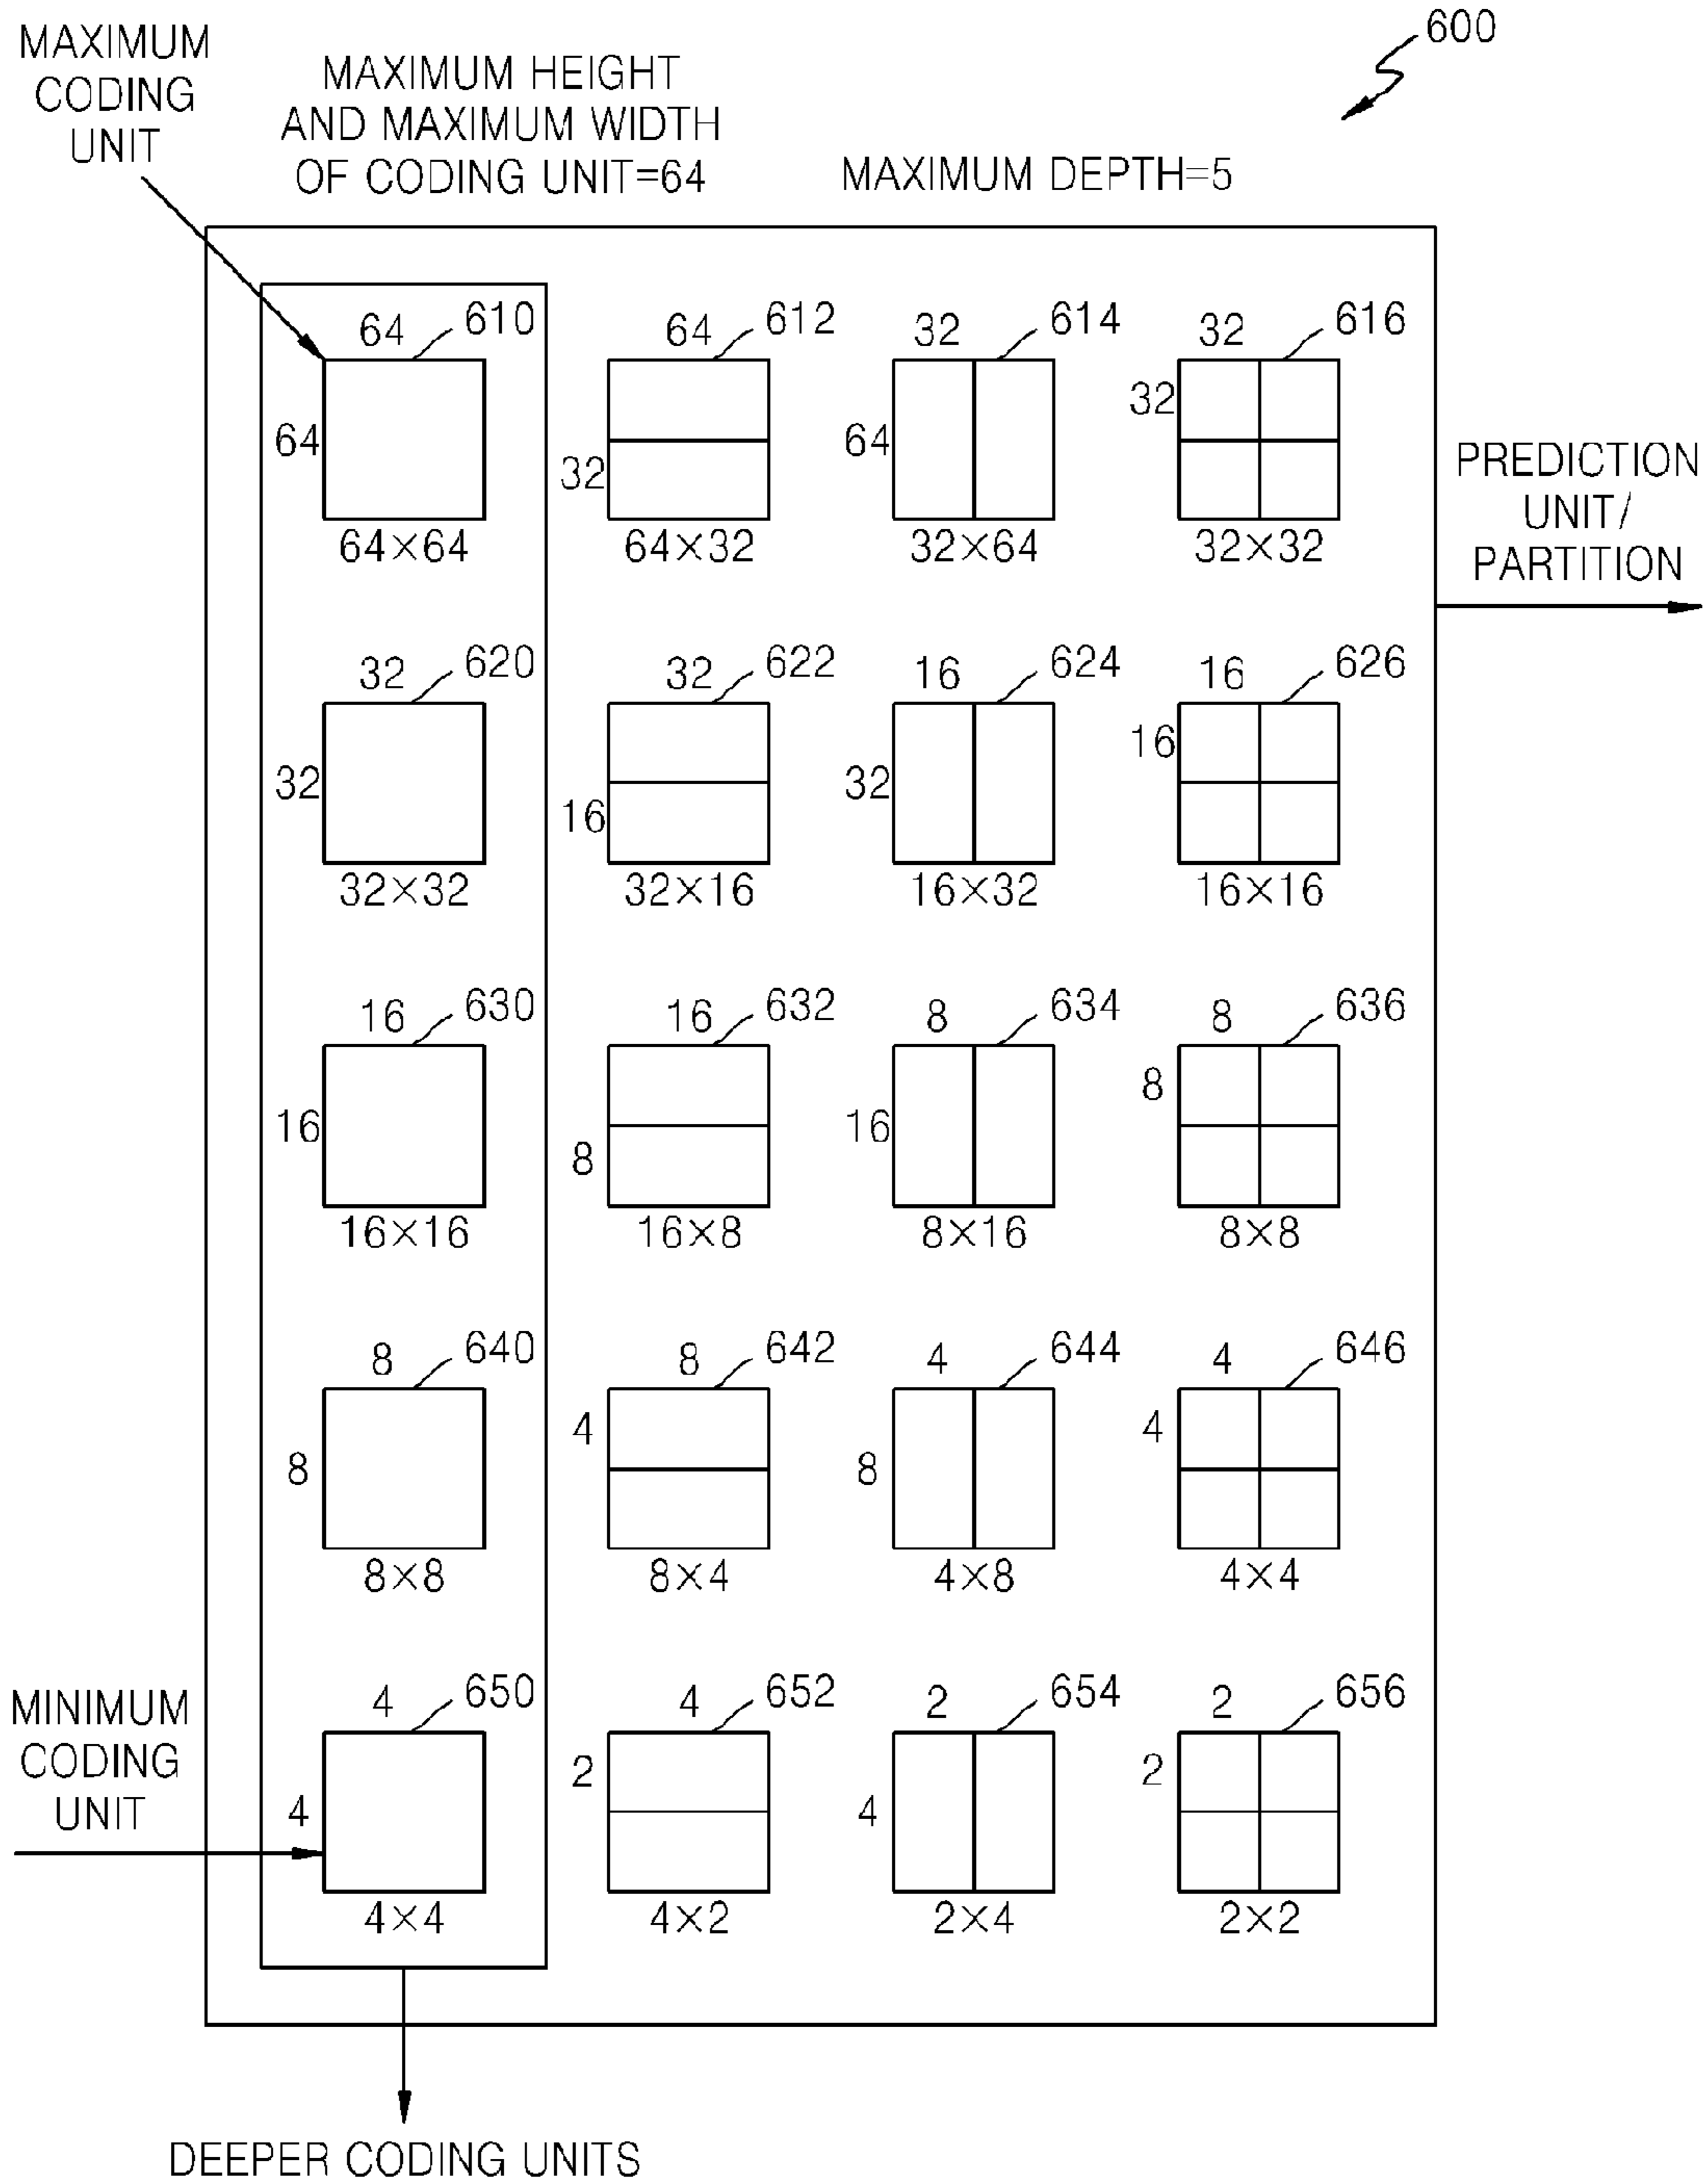 600
MAXIMUM
CODING
UNIT
MAXIMUM HEIGHT
AND MAXIMUM WIDTH
OF CODING UNIT=64
MAXIMUM DEPTH=5
64 610 64 612 32 614 32 616
64 32 64 32
64×64 64×32 32×64 32×32
PREDICTION
UNIT/
PARTITION
32 620 32 622 16 624 16 626
32 16 32 16
32×32 32×16 16×32 16×16
16 630 16 632 8 634 8 636
16 8 16 8
16×16 16×8 8×16 8×8
8 640 8 642 4 644 4 646
8 4 8 4
8×8 8×4 4×8 4×4
MINIMUM
CODING
UNIT
4 650 4 652 2 654 2 656
4 2 4 2
4×4 4×2 2×4 2×2
DEEPER CODING UNITS